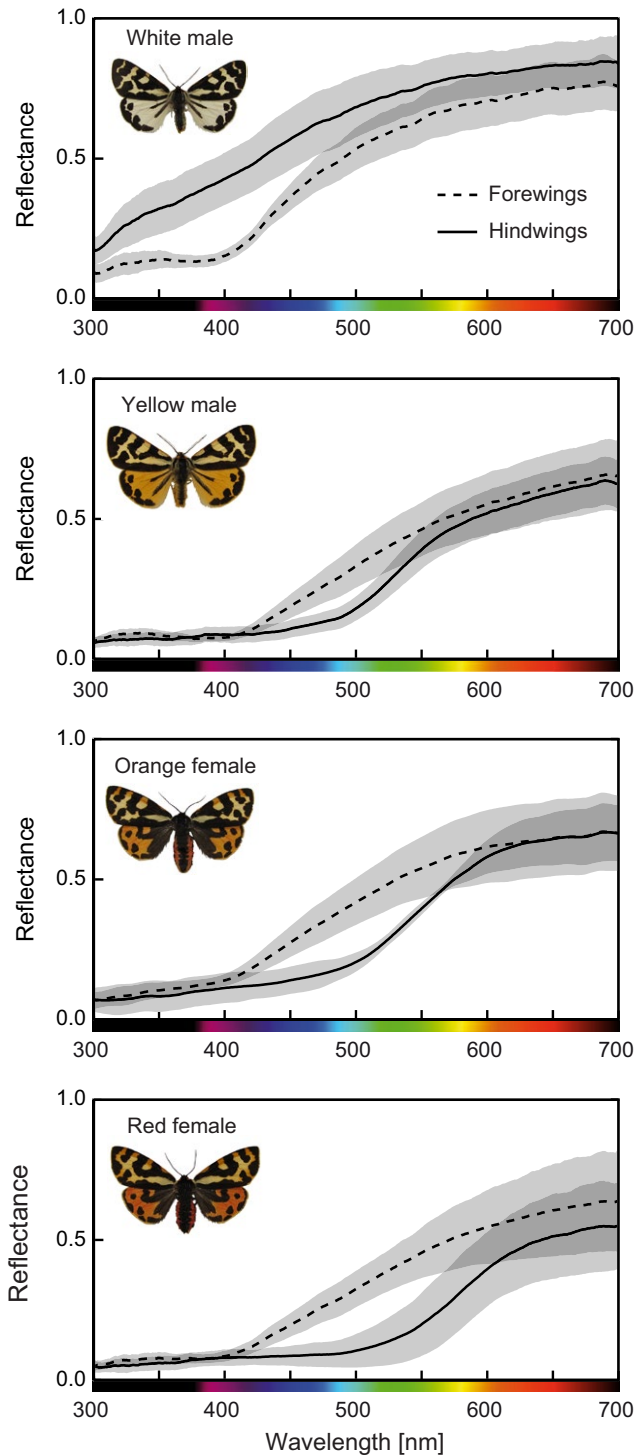 White male
1.0
0.5
0.0
Reflectance
Forewings
Hindwings
300 400 500 600 700
Yellow male
1.0
0.5
0.0
Reflectance
300 400 500 600 700
Orange female
1.0
0.5
0.0
Reflectance
300 400 500 600 700
Red female
1.0
0.5
0.0
Reflectance
300 400 500 600 700
Wavelength [nm]